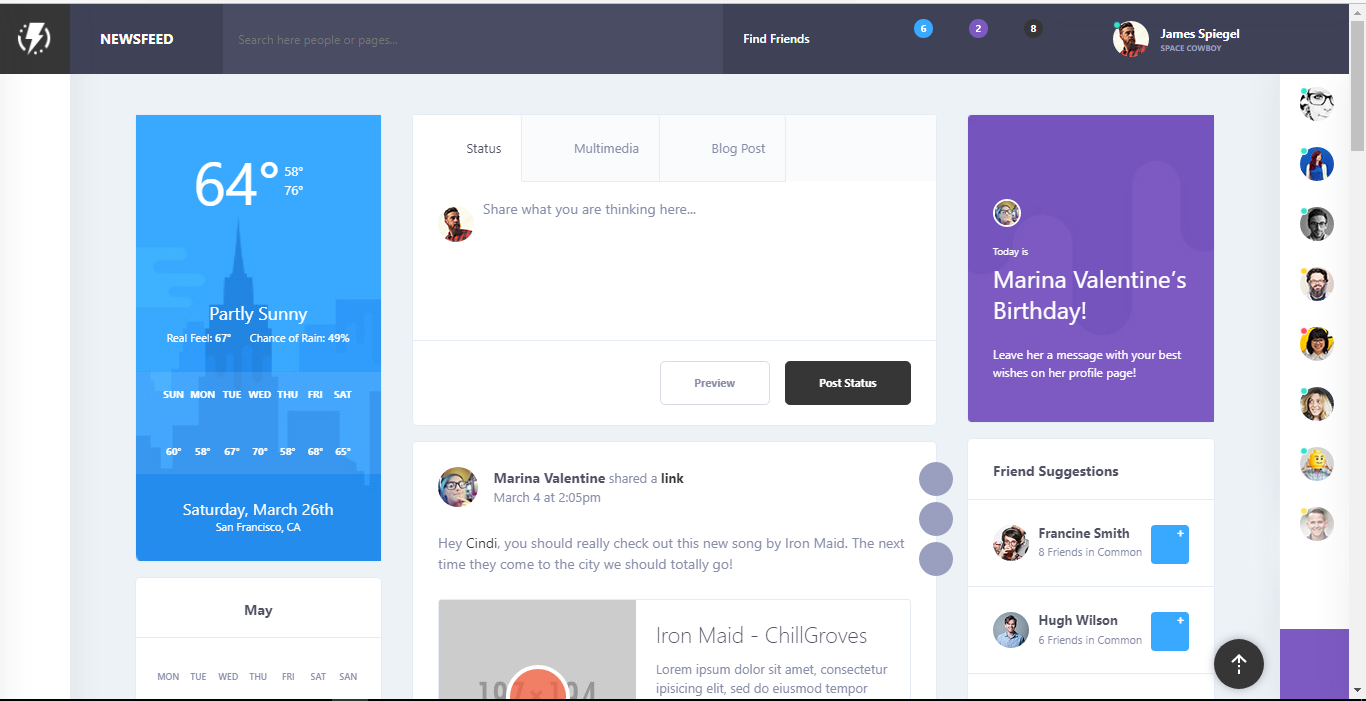 NEWSFEED
Search here people or pages...
Find Friends
6
2
8
James Spiegel
SPACE COWBOY
64°
58°
76°
Partly Sunny
Real Feel: 67° Chance of Rain: 49%
SUN MON TUE WED THU FRI SAT
60° 58° 67° 70° 58° 68° 65°
Saturday, March 26th
San Francisco, CA
May
MON TUE WED THU FRI SAT SAN
Status Multimedia Blog Post
Share what you are thinking here...
Preview Post Status
Marina Valentine shared a link
March 4 at 2:05pm
Hey Cindi, you should really check out this new song by Iron Maid. The next
time they come to the city we should totally go!
197×194
Iron Maid - ChillGroves
Lorem ipsum dolor sit amet, consectetur
ipisicing elit, sed do eiusmod tempor
Today is
Marina Valentine’s
Birthday!
Leave her a message with your best
wishes on her profile page!
Friend Suggestions
Francine Smith
8 Friends in Common
+
Hugh Wilson
6 Friends in Common
+